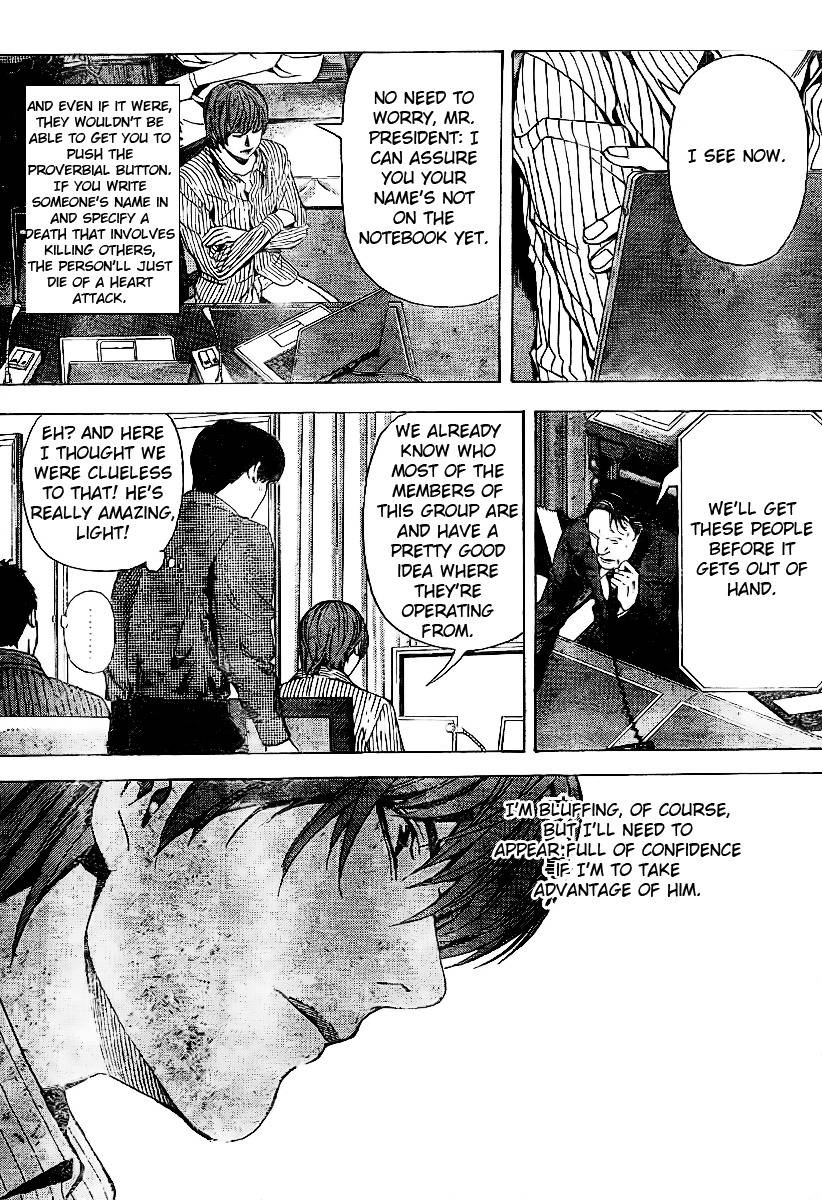 I SEE NOW.
NO NEED TO
WORRY, MR.
PRESIDENT: I
CAN ASSURE
YOU YOUR
NAME'S NOT
ON THE
NOTEBOOK YET.
AND EVEN IF IT WERE,
THEY WOULDN'T BE
ABLE TO GET YOU TO
PUSH THE
PROVERBIAL BUTTON.
IF YOU WRITE
SOMEONE'S NAME IN
AND SPECIFY A
DEATH THAT INVOLVES
KILLING OTHERS,
THE PERSON'LL JUST
DIE OF A HEART
ATTACK.
WE'LL GET
THESE PEOPLE
BEFORE IT
GETS OUT OF
HAND.
WE ALREADY
KNOW WHO
MOST OF THE
MEMBERS OF
THIS GROUP ARE
AND HAVE A
PRETTY GOOD
IDEA WHERE
THEY'RE
OPERATING
FROM.
EH? AND HERE
I THOUGHT WE
WERE CLUELESS
TO THAT! HE'S
REALLY AMAZING,
LIGHT!
I'M BLUFFING, OF COURSE,
BUT I'LL NEED TO
APPEAR FULL OF CONFIDENCE
IF I'M TO TAKE
ADVANTAGE OF HIM.